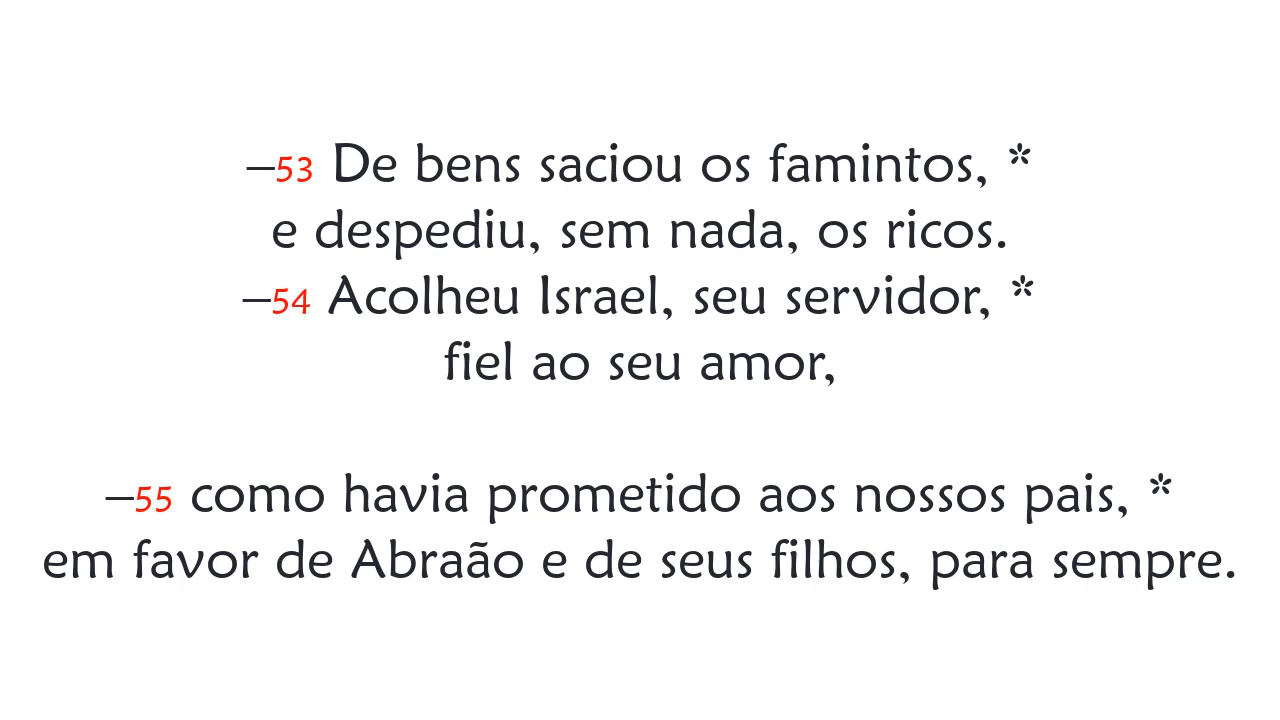 –53 De bens saciou os famintos, *
e despediu, sem nada, os ricos.
–54 Acolheu Israel, seu servidor, *
fiel ao seu amor,
–55 como havia prometido aos nossos pais, *
em favor de Abraão e de seus filhos, para sempre.